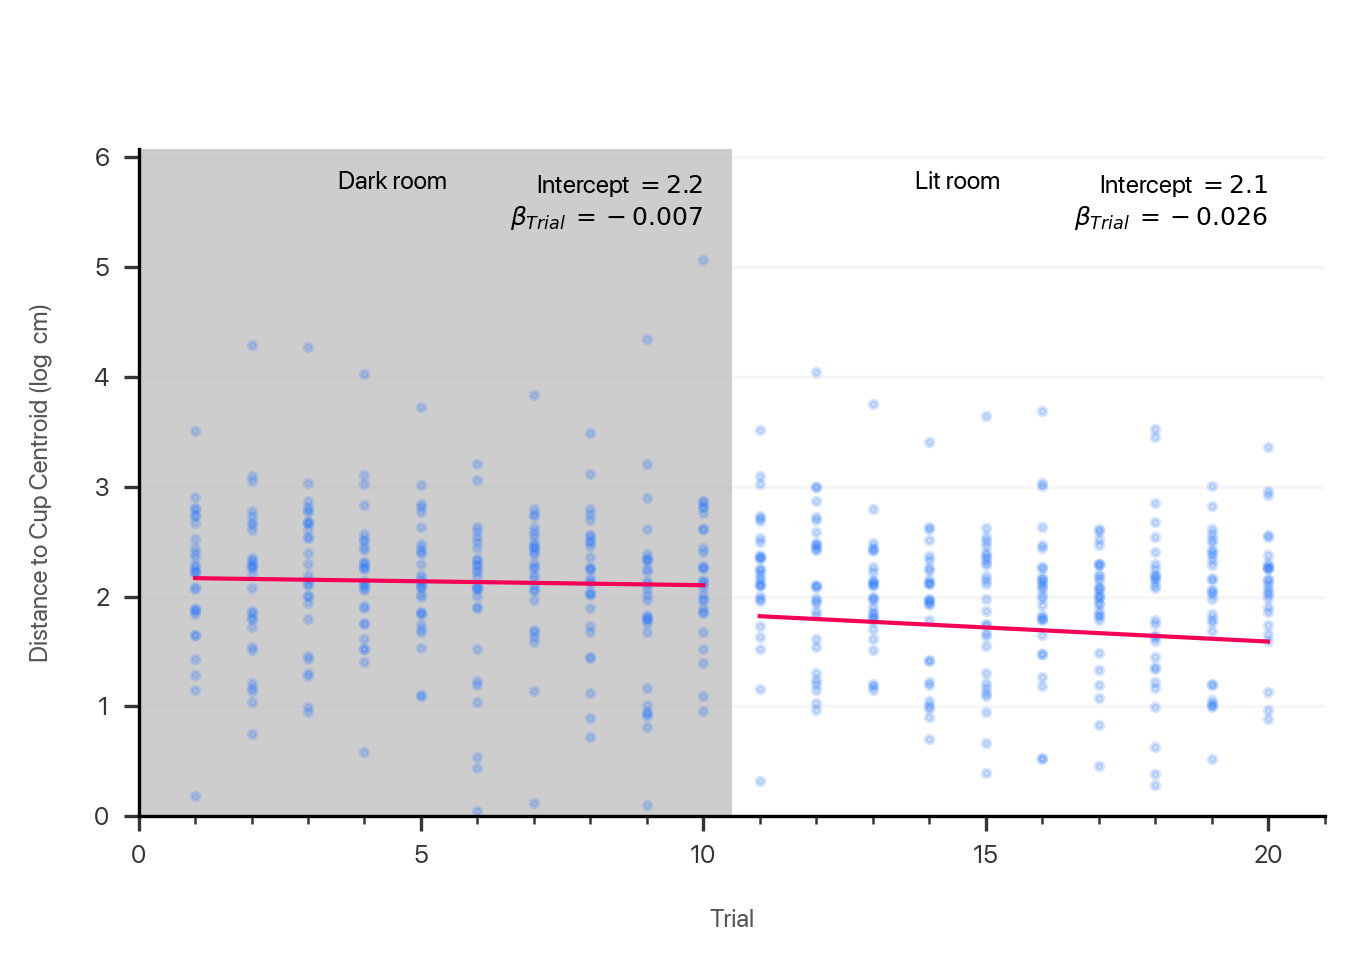 Dark room
Intercept = 2.2
βTrial = −0.007
Lit room
Intercept = 2.1
βTrial = −0.026
6
5
4
3
2
1
0
Distance to Cup Centroid (log cm)
0 5 10 15 20
Trial